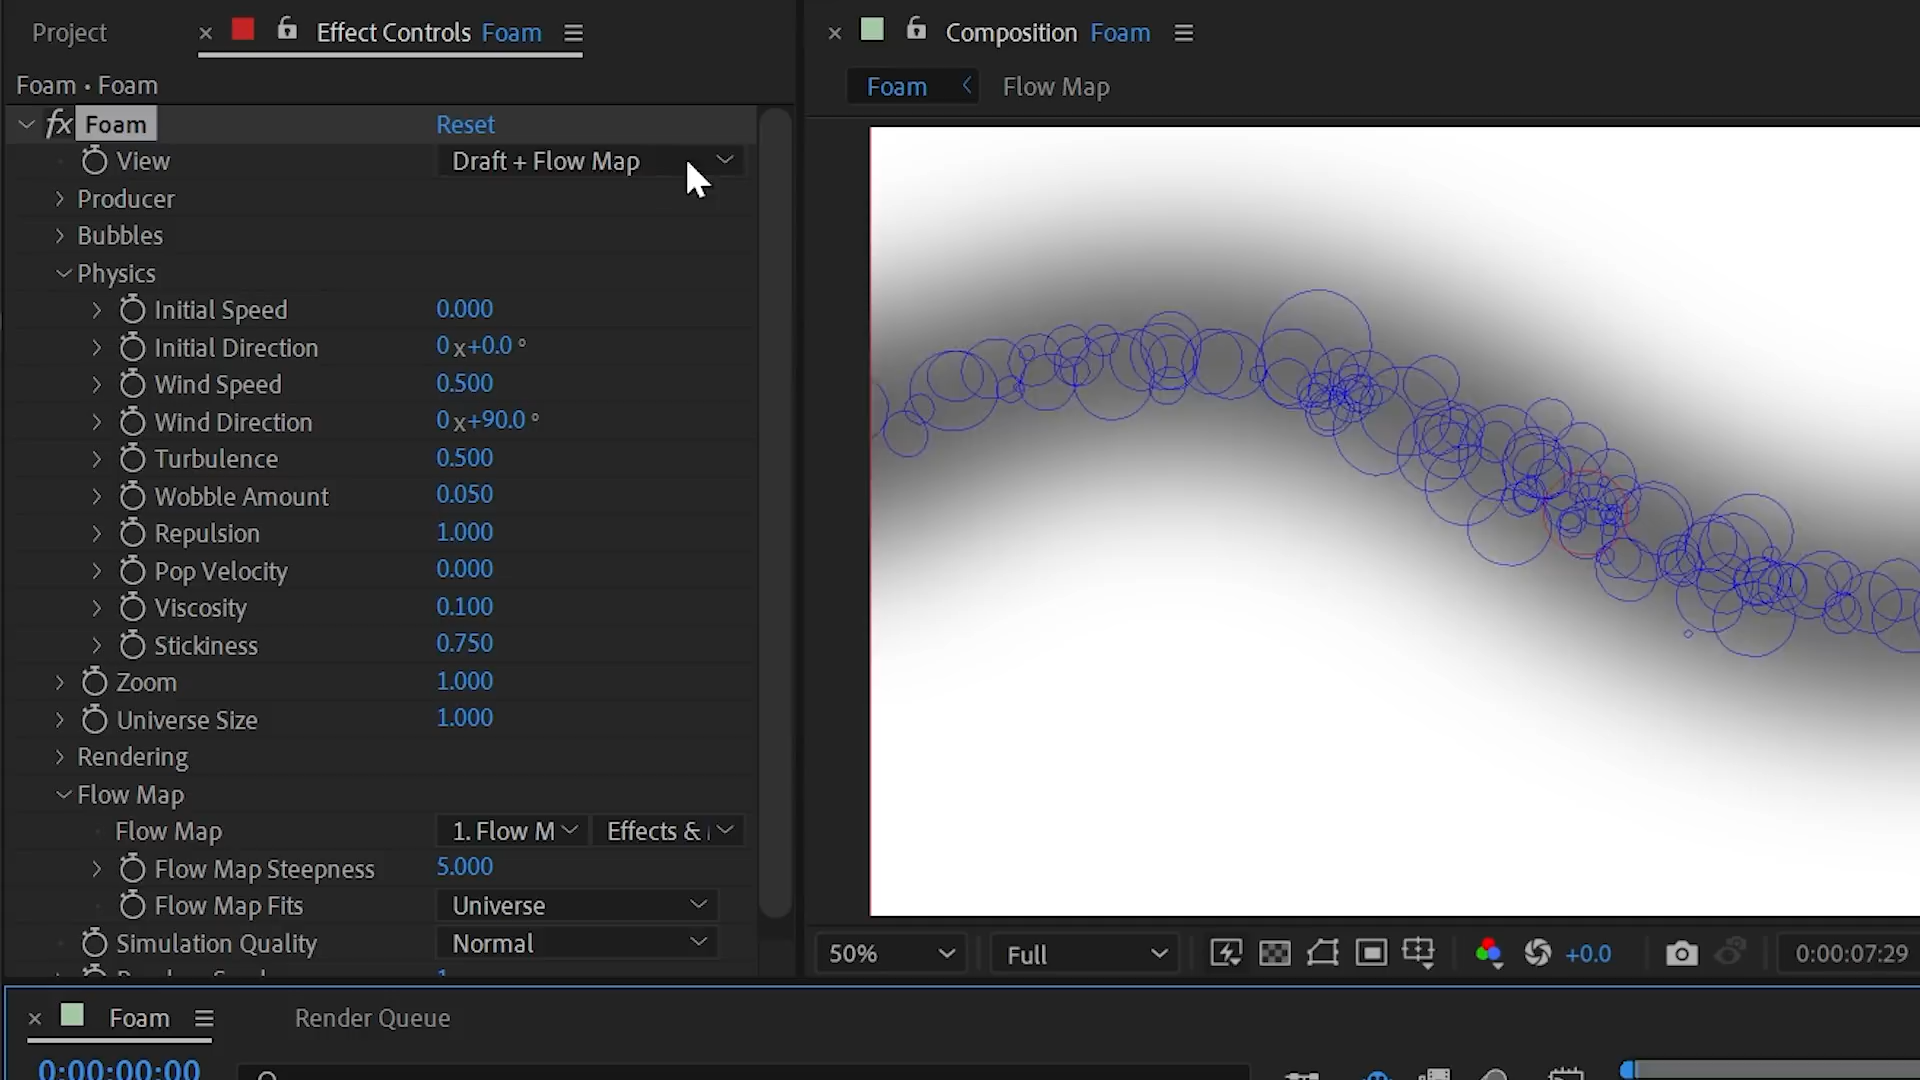 Project
Effect Controls Foam
Foam • Foam
fx Foam Reset
View Draft + Flow Map
Producer
Bubbles
Physics
Initial Speed 0.000
Initial Direction 0 x+0.0 °
Wind Speed 0.500
Wind Direction 0 x+90.0 °
Turbulence 0.500
Wobble Amount 0.050
Repulsion 1.000
Pop Velocity 0.000
Viscosity 0.100
Stickiness 0.750
Zoom 1.000
Universe Size 1.000
Rendering
Flow Map
Flow Map 1. Flow M Effects &
Flow Map Steepness 5.000
Flow Map Fits Universe
Simulation Quality Normal
Composition Foam
Foam Flow Map
50% Full +0.0 0:00:07:29
Foam Render Queue
0:00:00:00